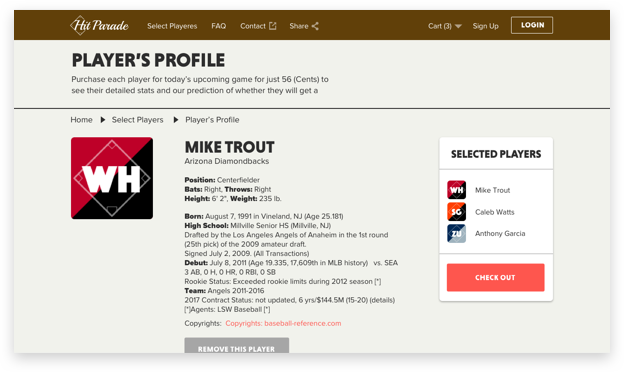 Hit Parade
Select Playeres
FAQ
Contact
Share
Cart (3)
Sign Up
LOGIN
PLAYER'S PROFILE
Purchase each player for today's upcoming game for just 56 (Cents) to
see their detailed stats and our prediction of whether they will get a
Home
Select Players
Player's Profile
WH
MIKE TROUT
Arizona Diamondbacks
Position: Centerfielder
Bats: Right, Throws: Right
Height: 6' 2", Weight: 235 lb.
Born: August 7, 1991 in Vineland, NJ (Age 25.181)
High School: Millville Senior HS (Millville, NJ)
Drafted by the Los Angeles Angels of Anaheim in the 1st round
(25th pick) of the 2009 amateur draft.
Signed July 2, 2009. (All Transactions)
Debut: July 8, 2011 (Age 19.335, 17,609th in MLB history) vs. SEA
3 AB, 0 H, 0 HR, 0 RBI, 0 SB
Rookie Status: Exceeded rookie limits during 2012 season [*]
Team: Angels 2011-2016
2017 Contract Status: not updated, 6 yrs/$144.5M (15-20) (details)
[*]Agents: LSW Baseball [*]
Copyrights: Copyrights: baseball-reference.com
REMOVE THIS PLAYER
SELECTED PLAYERS
WH Mike Trout
SG Caleb Watts
ZU Anthony Garcia
CHECK OUT